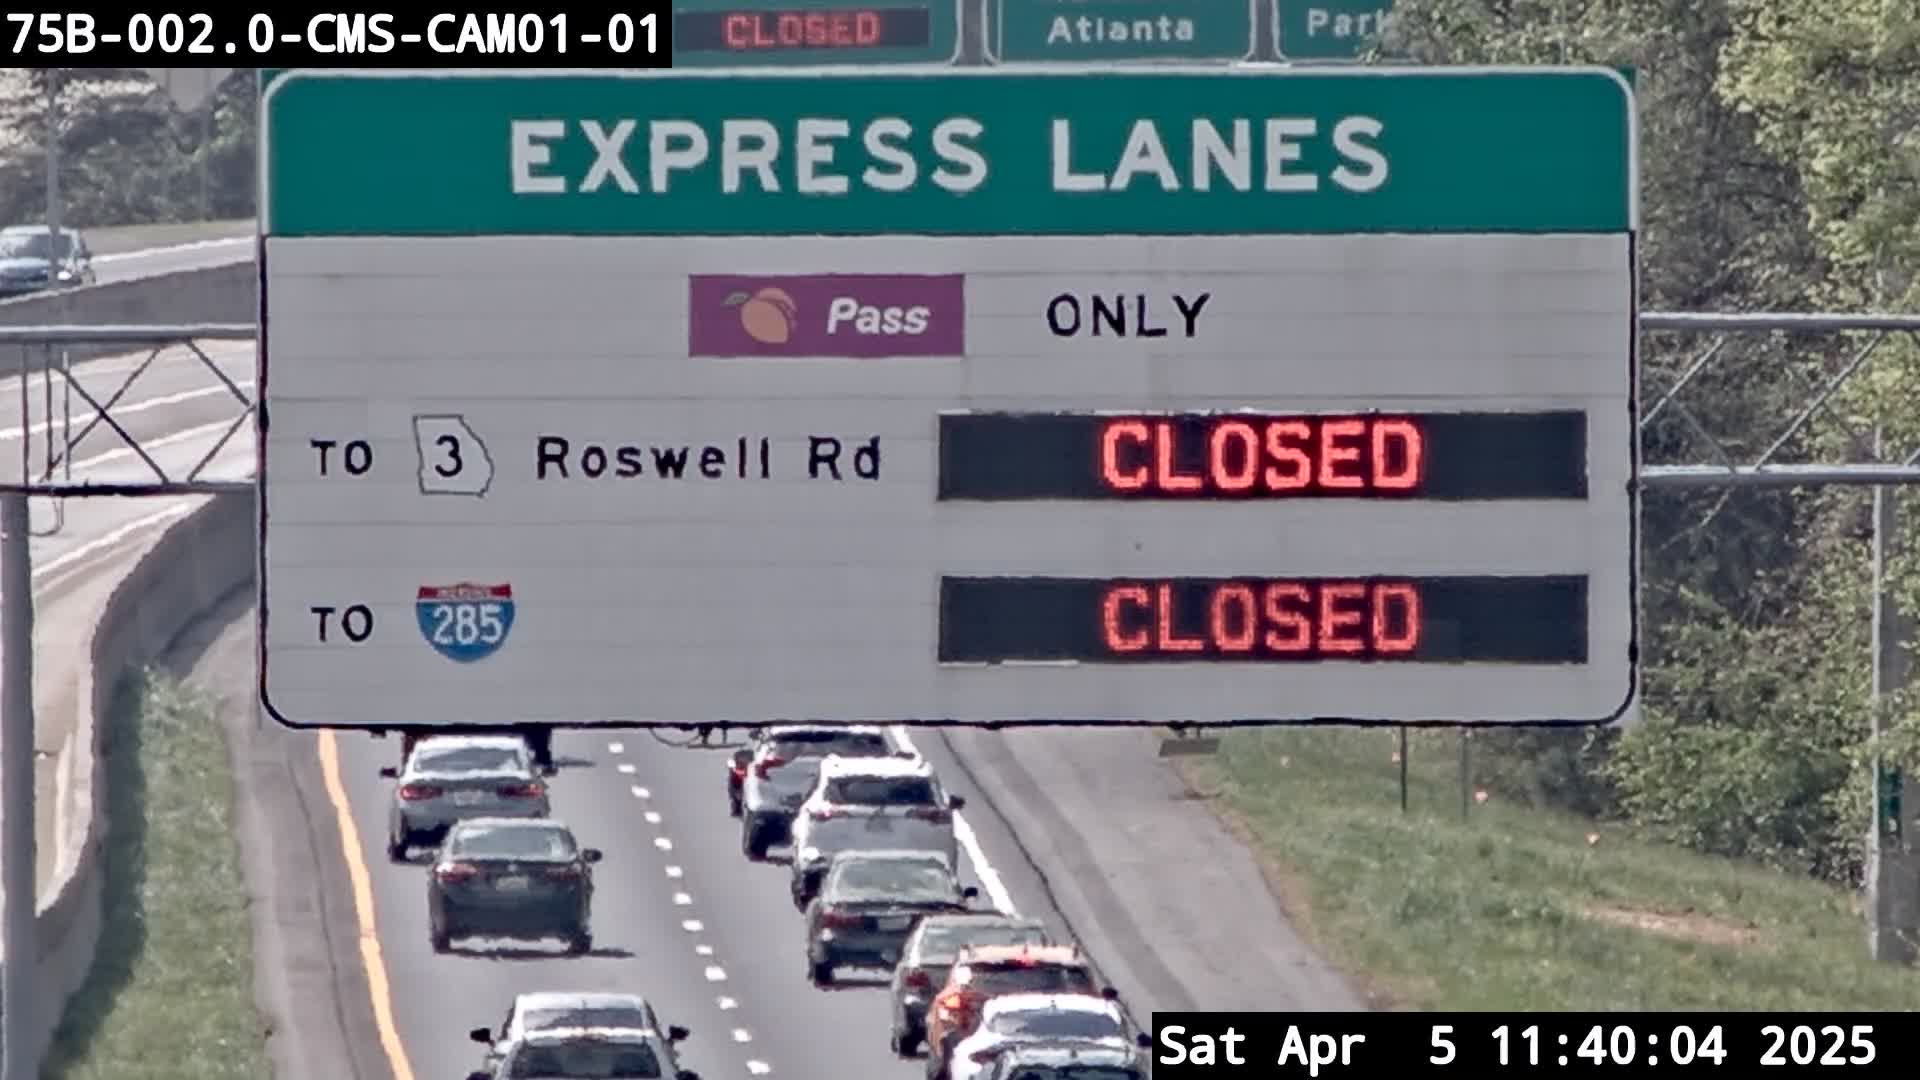 75B-002.0-CMS-CAM01-01
CLOSED
Atlanta
Park
EXPRESS LANES
Pass ONLY
TO 3 Roswell Rd CLOSED
TO 285 CLOSED
Sat Apr 5 11:40:04 2025